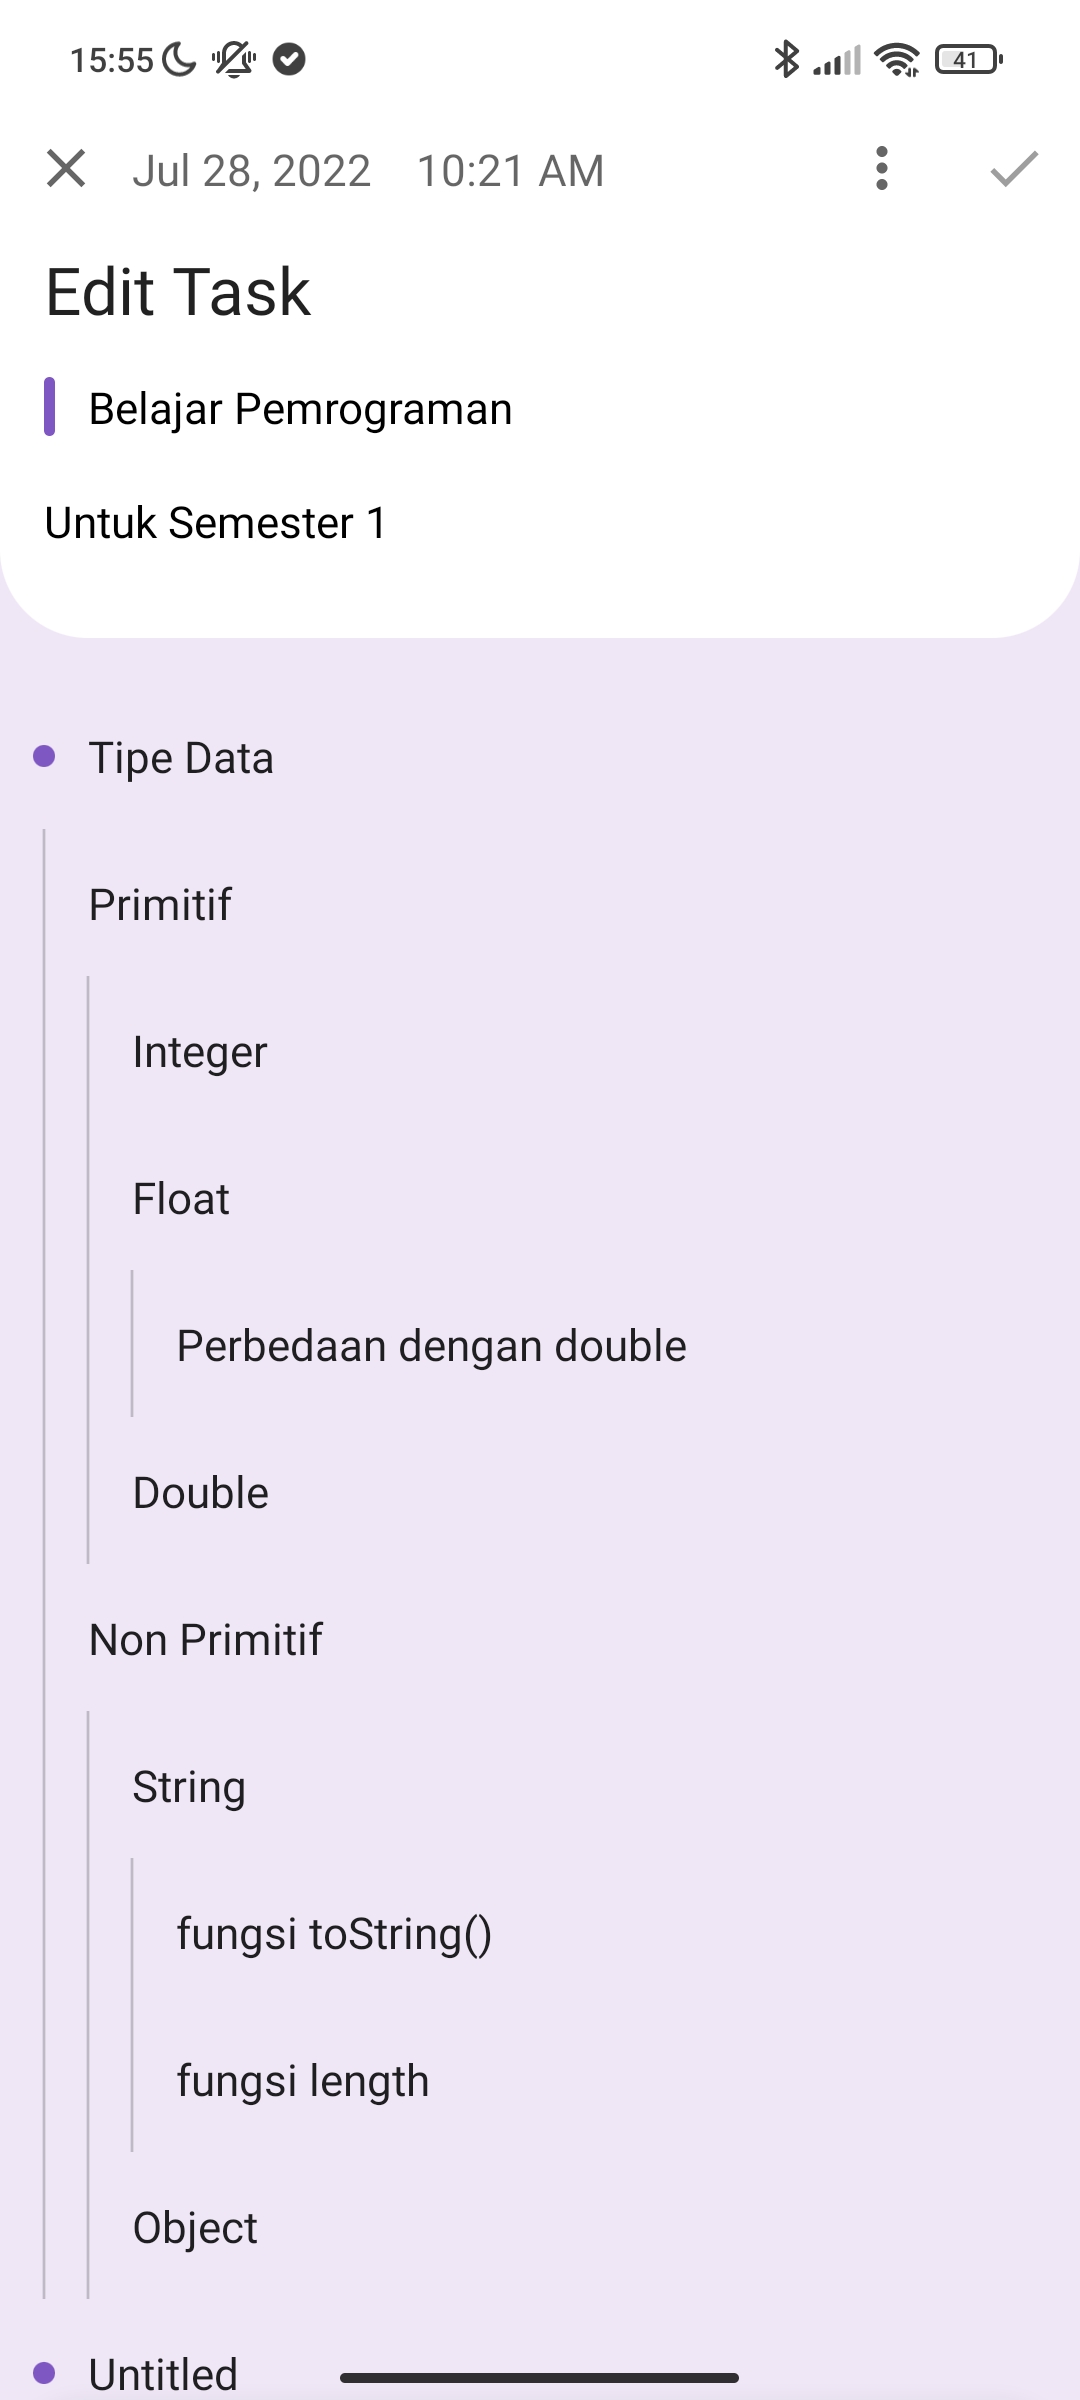 15:55
41
Jul 28, 2022 10:21 AM
Edit Task
Belajar Pemrograman
Untuk Semester 1
Tipe Data
Primitif
Integer
Float
Perbedaan dengan double
Double
Non Primitif
String
fungsi toString()
fungsi length
Object
Untitled